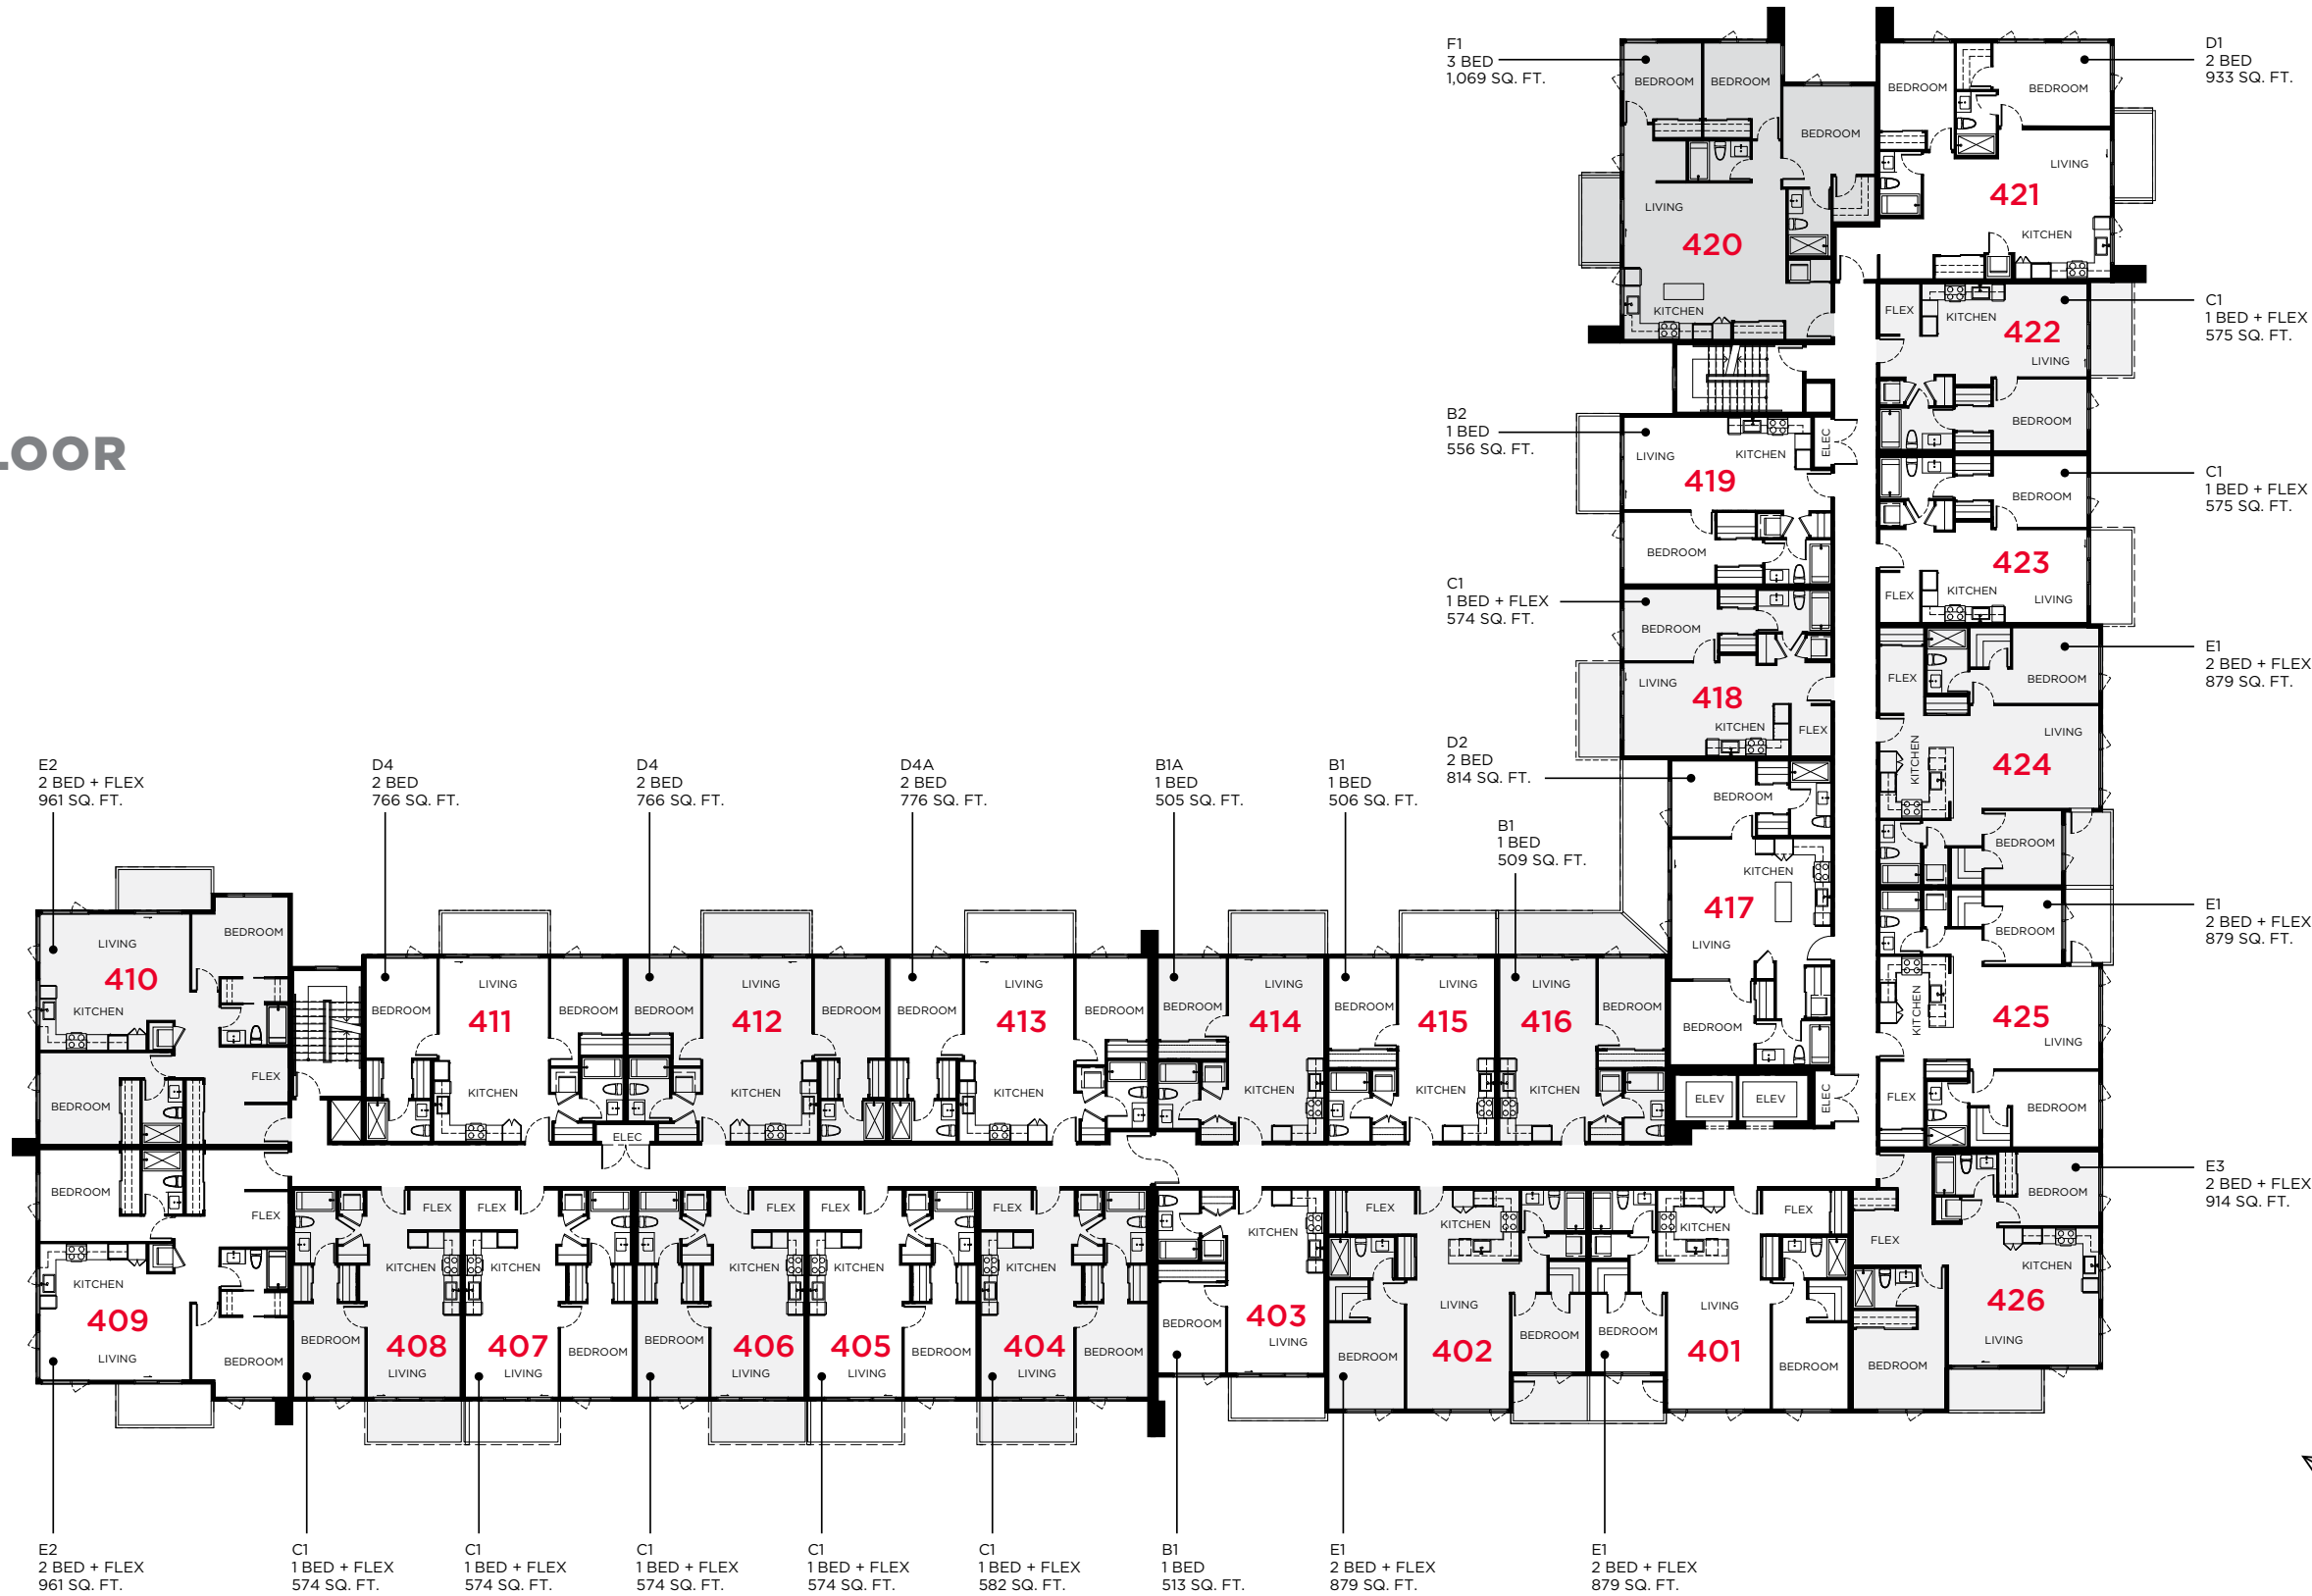 LOOR
F1
3 BED
1,069 SQ. FT.
BEDROOM
BEDROOM
BEDROOM
LIVING
420
KITCHEN
D1
2 BED
933 SQ. FT.
BEDROOM
BEDROOM
LIVING
421
KITCHEN
C1
1 BED + FLEX
575 SQ. FT.
FLEX
KITCHEN
422
LIVING
BEDROOM
B2
1 BED
556 SQ. FT.
LIVING
KITCHEN
ELEC
419
BEDROOM
C1
1 BED + FLEX
575 SQ. FT.
BEDROOM
423
FLEX
KITCHEN
LIVING
C1
1 BED + FLEX
574 SQ. FT.
BEDROOM
LIVING
418
KITCHEN
FLEX
E1
2 BED + FLEX
879 SQ. FT.
FLEX
BEDROOM
LIVING
KITCHEN
424
BEDROOM
D2
2 BED
814 SQ. FT.
BEDROOM
KITCHEN
417
LIVING
BEDROOM
E1
2 BED + FLEX
879 SQ. FT.
BEDROOM
KITCHEN
425
LIVING
FLEX
BEDROOM
ELEV
ELEV
ELEC
E2
2 BED + FLEX
961 SQ. FT.
LIVING
BEDROOM
410
KITCHEN
FLEX
BEDROOM
D4
2 BED
766 SQ. FT.
LIVING
BEDROOM
BEDROOM
411
KITCHEN
D4
2 BED
766 SQ. FT.
LIVING
BEDROOM
BEDROOM
412
KITCHEN
ELEC
D4A
2 BED
776 SQ. FT.
LIVING
BEDROOM
BEDROOM
413
KITCHEN
B1A
1 BED
505 SQ. FT.
LIVING
BEDROOM
414
KITCHEN
B1
1 BED
506 SQ. FT.
LIVING
BEDROOM
415
KITCHEN
B1
1 BED
509 SQ. FT.
LIVING
BEDROOM
416
KITCHEN
E3
2 BED + FLEX
914 SQ. FT.
BEDROOM
FLEX
KITCHEN
426
LIVING
BEDROOM
BEDROOM
FLEX
KITCHEN
409
LIVING
BEDROOM
FLEX
KITCHEN
BEDROOM
408
LIVING
FLEX
KITCHEN
407
BEDROOM
LIVING
FLEX
KITCHEN
BEDROOM
406
LIVING
FLEX
KITCHEN
405
BEDROOM
LIVING
FLEX
KITCHEN
404
BEDROOM
LIVING
KITCHEN
403
BEDROOM
LIVING
FLEX
KITCHEN
LIVING
402
BEDROOM
BEDROOM
KITCHEN
FLEX
LIVING
BEDROOM
401
BEDROOM
E2
2 BED + FLEX
961 SQ. FT.
C1
1 BED + FLEX
574 SQ. FT.
C1
1 BED + FLEX
574 SQ. FT.
C1
1 BED + FLEX
574 SQ. FT.
C1
1 BED + FLEX
574 SQ. FT.
C1
1 BED + FLEX
582 SQ. FT.
B1
1 BED
513 SQ. FT.
E1
2 BED + FLEX
879 SQ. FT.
E1
2 BED + FLEX
879 SQ. FT.